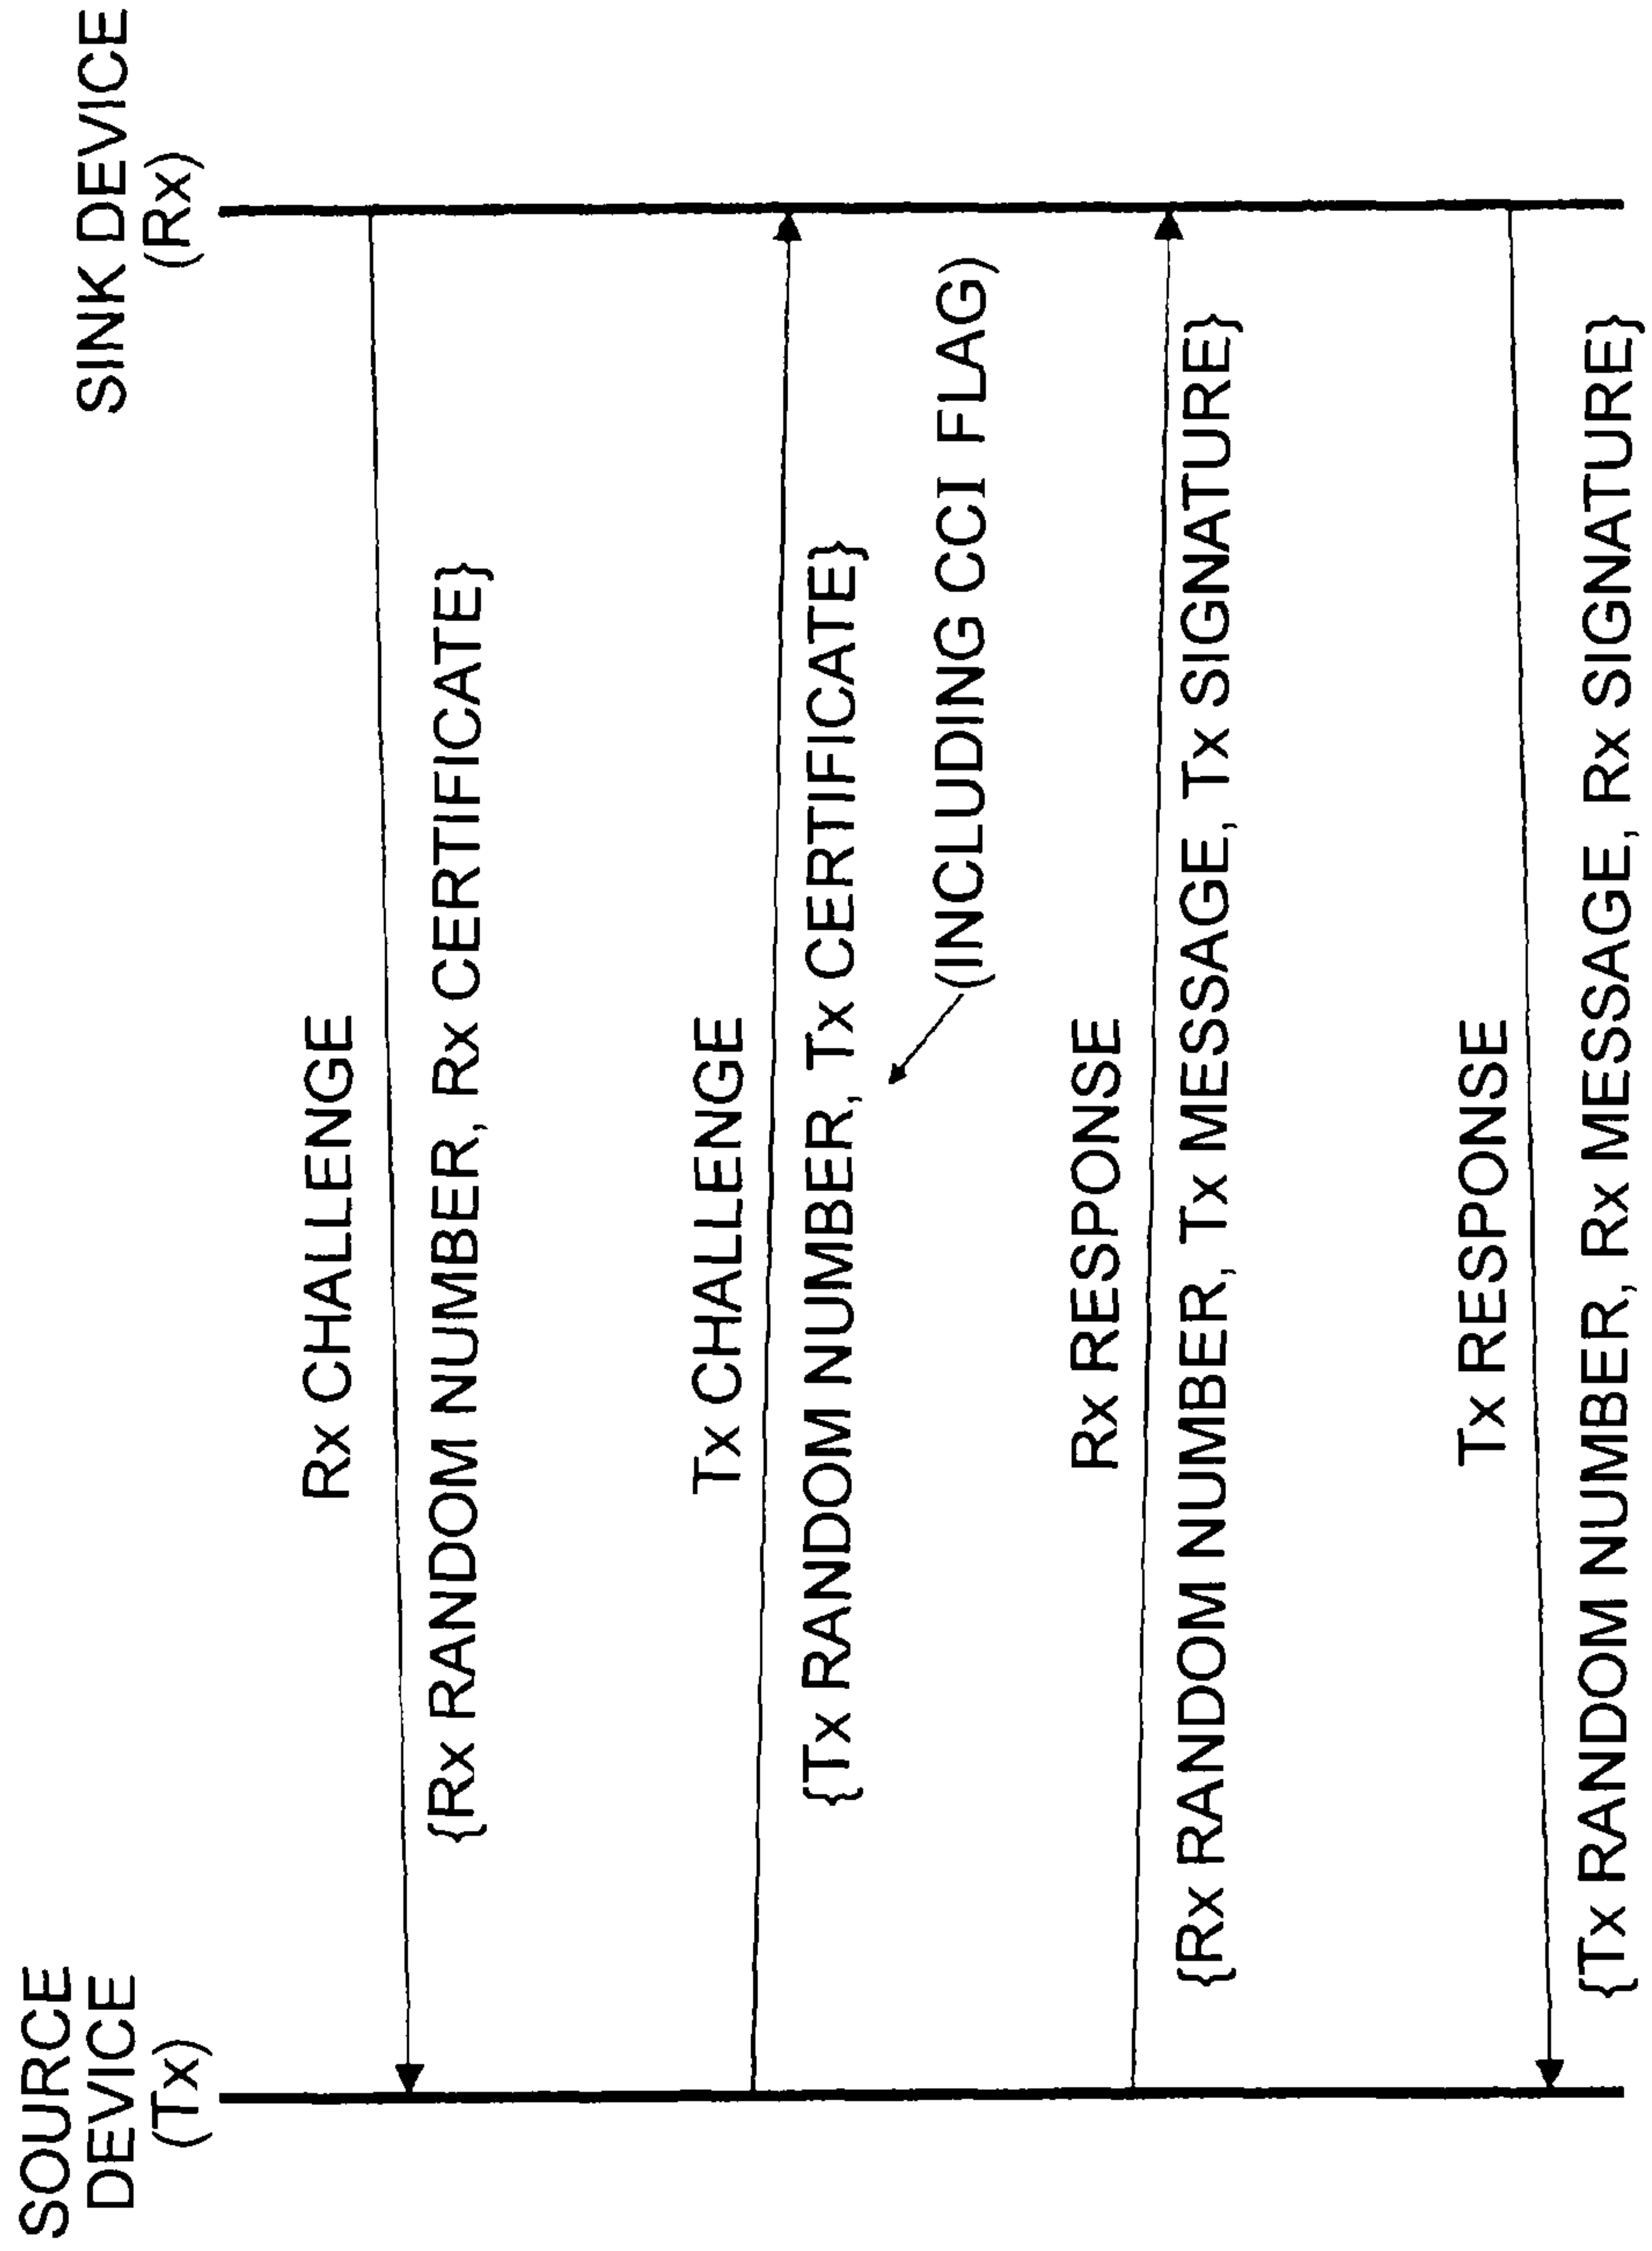 SOURCE
DEVICE
(Tx)
SINK DEVICE
(Rx)
Rx CHALLENGE
{Rx RANDOM NUMBER, Rx CERTIFICATE}
Tx CHALLENGE
{Tx RANDOM NUMBER, Tx CERTIFICATE}
(INCLUDING CCI FLAG)
Rx RESPONSE
{Rx RANDOM NUMBER, Tx MESSAGE, Tx SIGNATURE}
Tx RESPONSE
{Tx RANDOM NUMBER, Rx MESSAGE, Rx SIGNATURE}